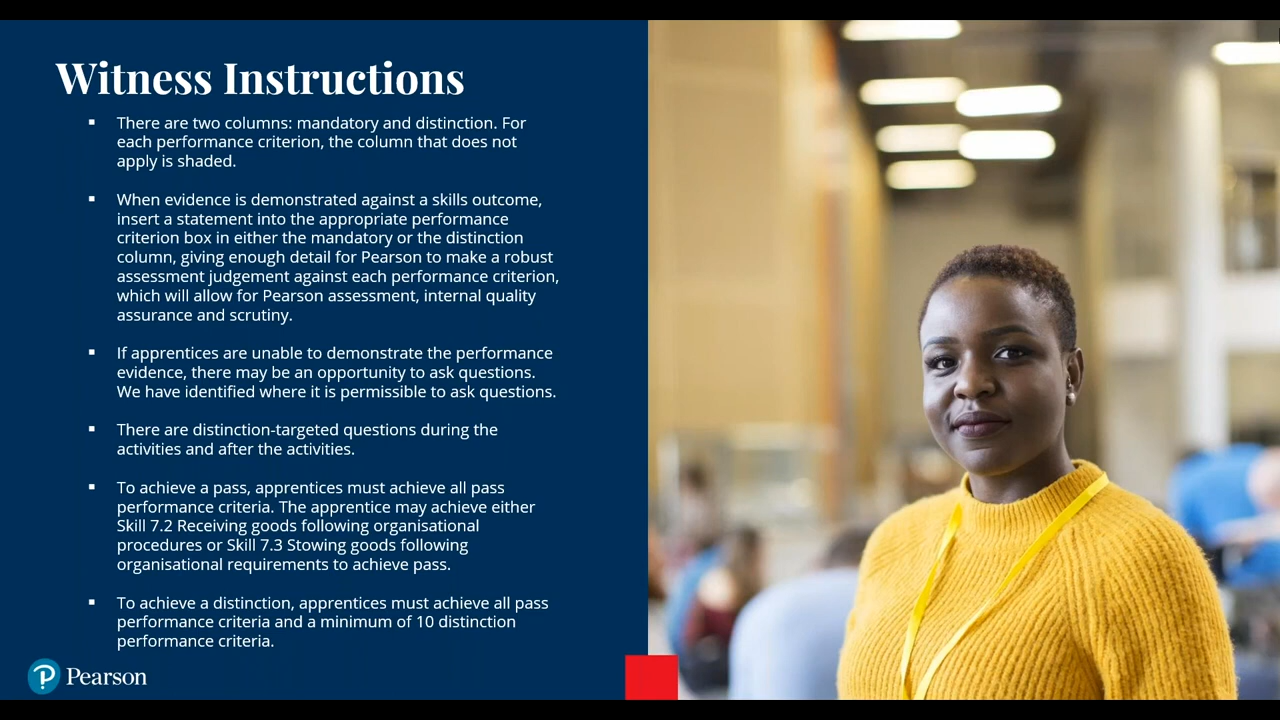 Witness Instructions
▪ There are two columns: mandatory and distinction. For
each performance criterion, the column that does not
apply is shaded.
▪ When evidence is demonstrated against a skills outcome,
insert a statement into the appropriate performance
criterion box in either the mandatory or the distinction
column, giving enough detail for Pearson to make a robust
assessment judgement against each performance criterion,
which will allow for Pearson assessment, internal quality
assurance and scrutiny.
▪ If apprentices are unable to demonstrate the performance
evidence, there may be an opportunity to ask questions.
We have identified where it is permissible to ask questions.
▪ There are distinction-targeted questions during the
activities and after the activities.
▪ To achieve a pass, apprentices must achieve all pass
performance criteria. The apprentice may achieve either
Skill 7.2 Receiving goods following organisational
procedures or Skill 7.3 Stowing goods following
organisational requirements to achieve pass.
▪ To achieve a distinction, apprentices must achieve all pass
performance criteria and a minimum of 10 distinction
performance criteria.
Pearson